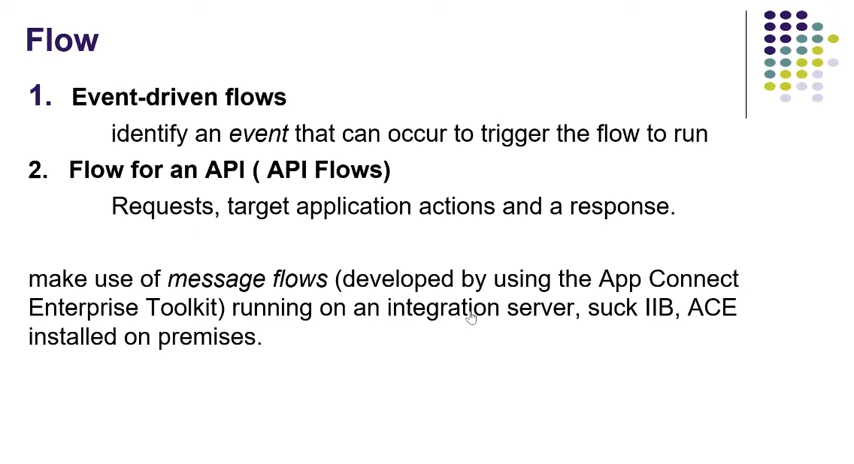 Flow
1. Event-driven flows
identify an event that can occur to trigger the flow to run
2. Flow for an API ( API Flows)
Requests, target application actions and a response.
make use of message flows (developed by using the App Connect
Enterprise Toolkit) running on an integration server, suck IIB, ACE
installed on premises.